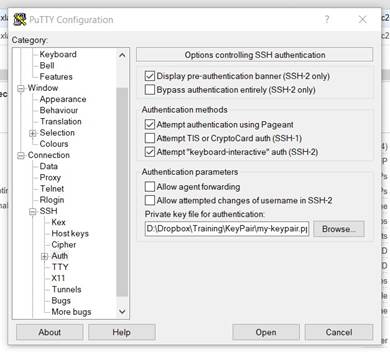 PuTTY Configuration
Category:
Keyboard
Bell
Features
Window
Appearance
Behaviour
Translation
Selection
Colours
Connection
Data
Proxy
Telnet
Rlogin
SSH
Kex
Host keys
Cipher
Auth
TTY
X11
Tunnels
Bugs
More bugs
Options controlling SSH authentication
Display pre-authentication banner (SSH-2 only)
Bypass authentication entirely (SSH-2 only)
Authentication methods
Attempt authentication using Pageant
Attempt TIS or CryptoCard auth (SSH-1)
Attempt "keyboard-interactive" auth (SSH-2)
Authentication parameters
Allow agent forwarding
Allow attempted changes of username in SSH-2
Private key file for authentication:
D:\Dropbox\Training\KeyPair\my-keypair.pp
Browse...
About
Help
Open
Cancel